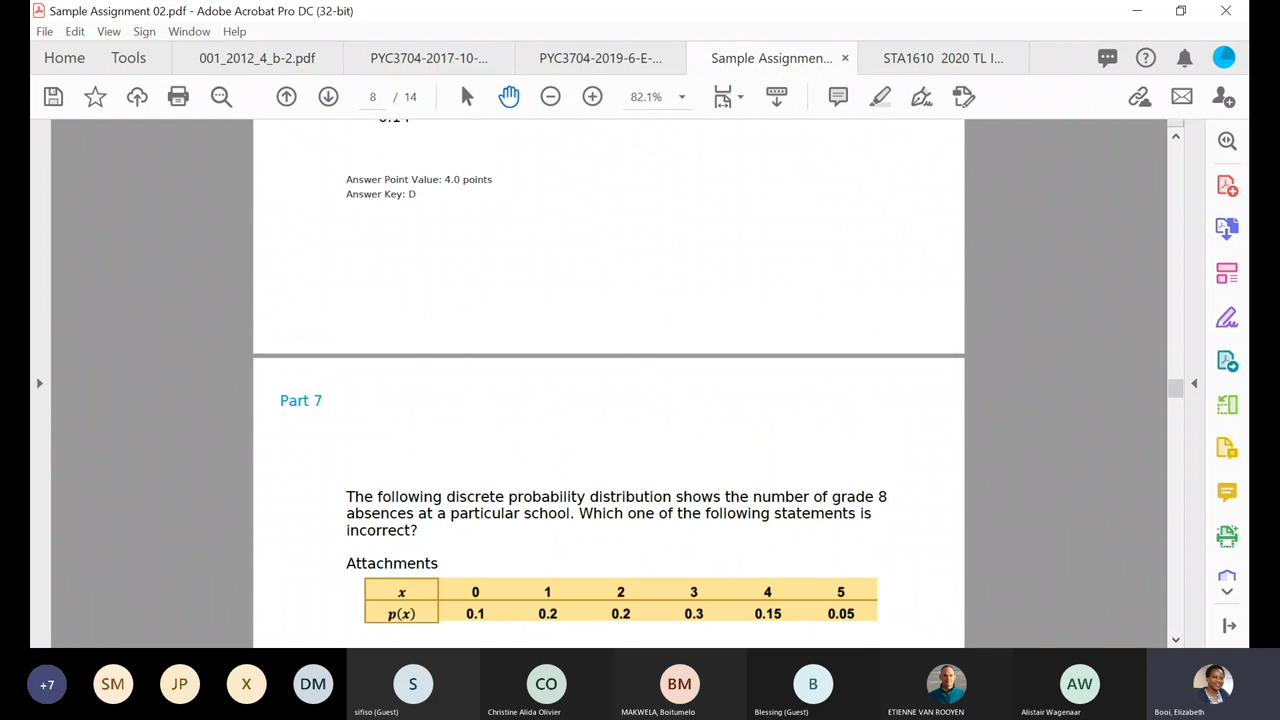 Sample Assignment 02.pdf - Adobe Acrobat Pro DC (32-bit)
File Edit View Sign Window Help
Home Tools 001_2012_4_b-2.pdf PYC3704-2017-10-... PYC3704-2019-6-E-... Sample Assignmen... × STA1610 2020 TL I...
8 / 14 82.1%
0.14
Answer Point Value: 4.0 points
Answer Key: D
Part 7
The following discrete probability distribution shows the number of grade 8
absences at a particular school. Which one of the following statements is
incorrect?
Attachments
x 0 1 2 3 4 5
p(x) 0.1 0.2 0.2 0.3 0.15 0.05
+7 SM JP X DM S CO BM B AW
sifiso (Guest) Christine Alida Olivier MAKWELA, Boitumelo Blessing (Guest) ETIENNE VAN ROOYEN Alistair Wagenaar Booi, Elizabeth